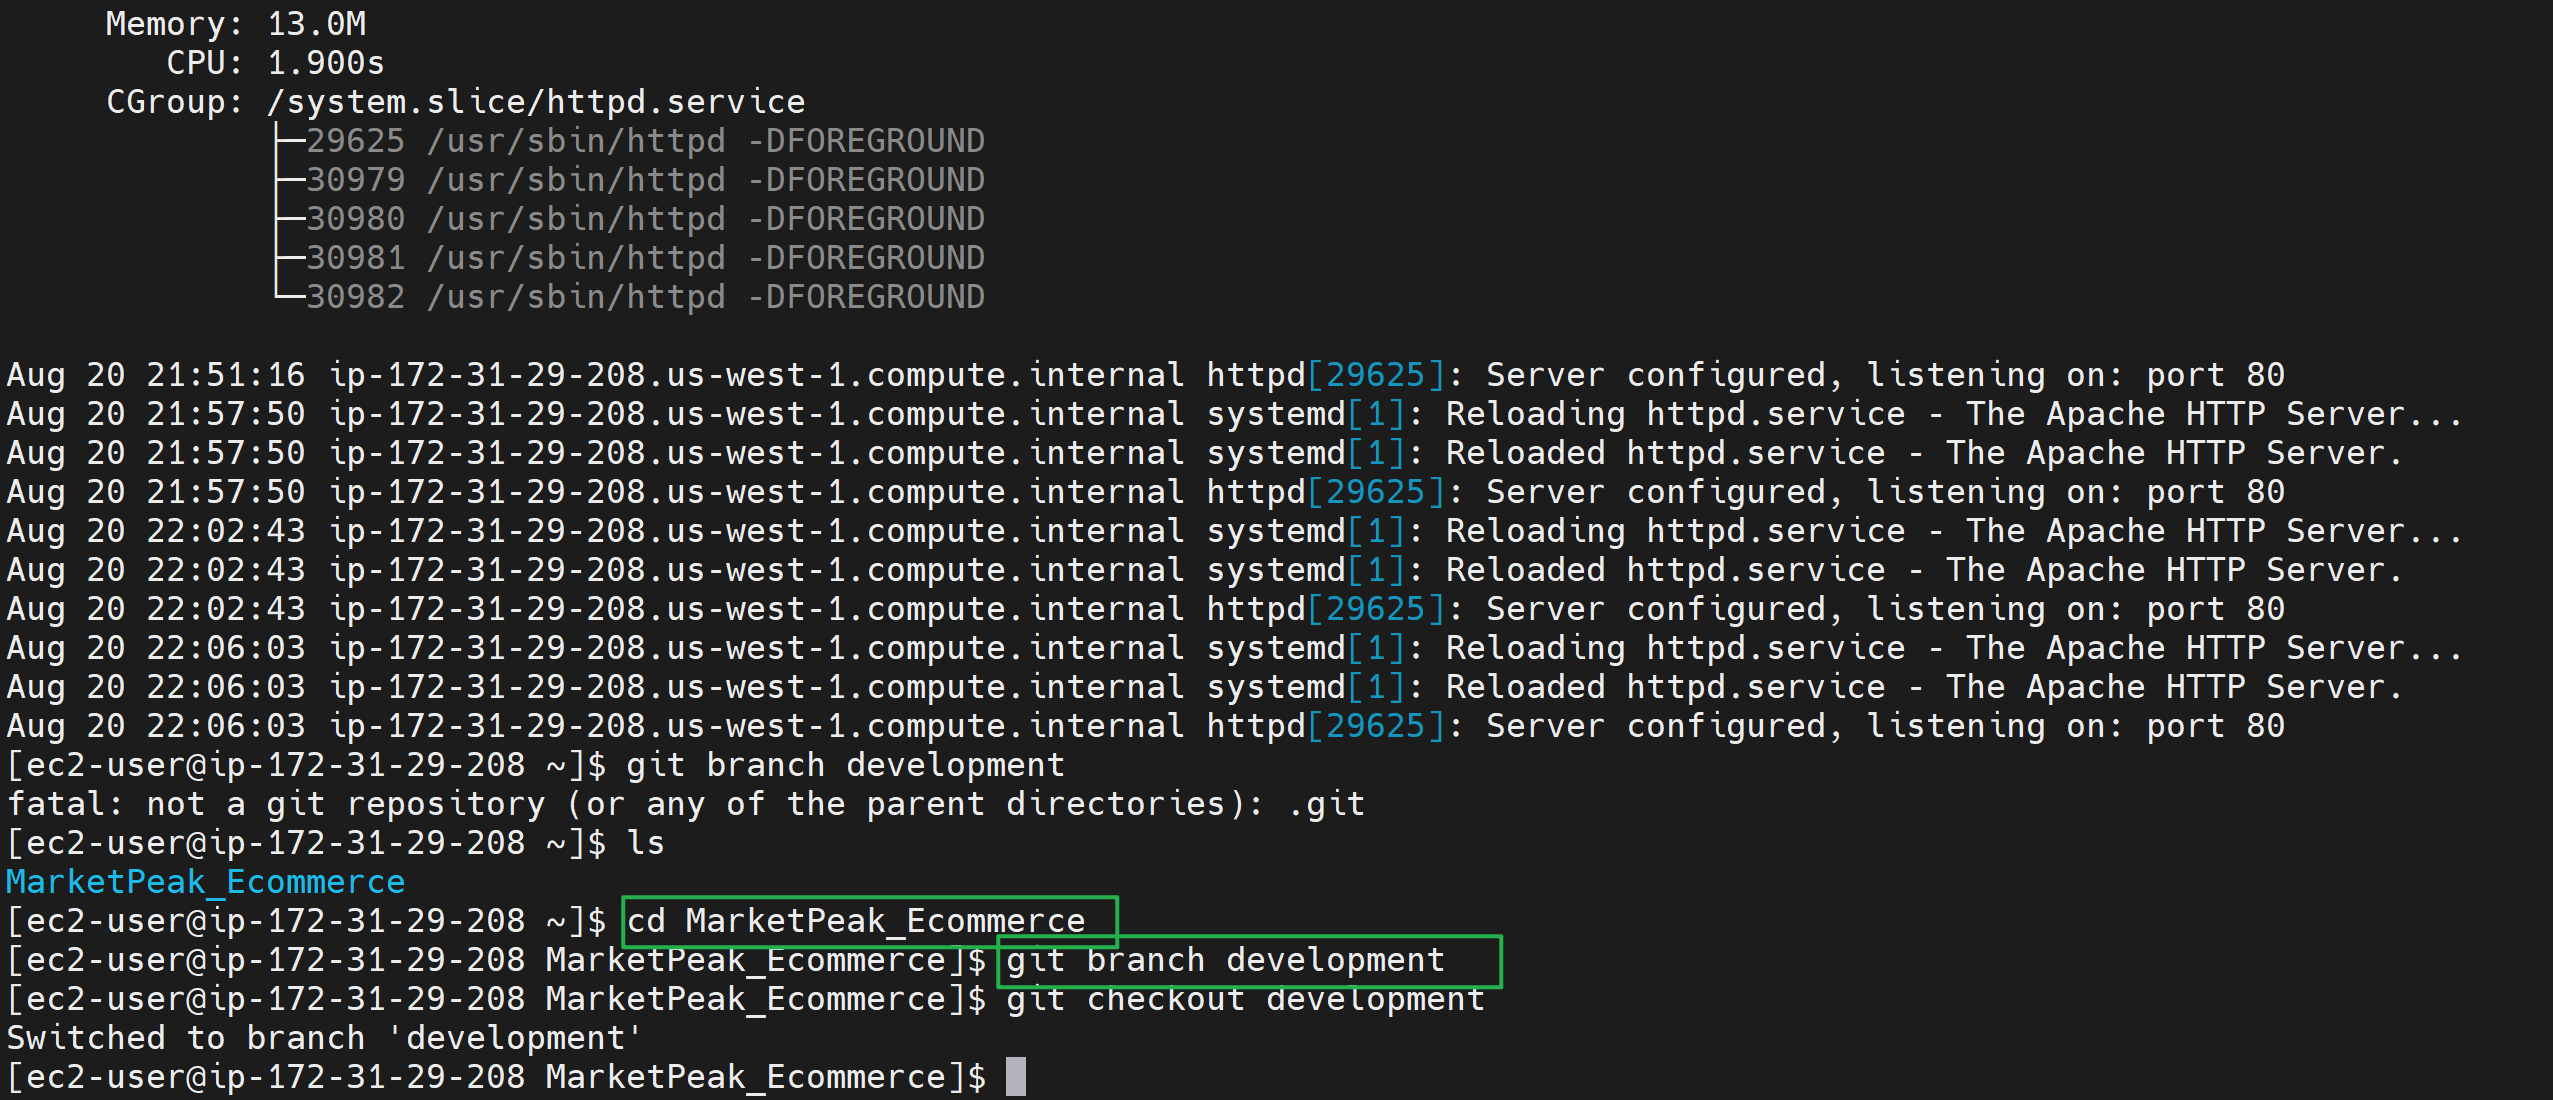 Memory: 13.0M
CPU: 1.900s
CGroup: /system.slice/httpd.service
├─29625 /usr/sbin/httpd -DFOREGROUND
├─30979 /usr/sbin/httpd -DFOREGROUND
├─30980 /usr/sbin/httpd -DFOREGROUND
├─30981 /usr/sbin/httpd -DFOREGROUND
└─30982 /usr/sbin/httpd -DFOREGROUND
Aug 20 21:51:16 ip-172-31-29-208.us-west-1.compute.internal httpd[29625]: Server configured, listening on: port 80
Aug 20 21:57:50 ip-172-31-29-208.us-west-1.compute.internal systemd[1]: Reloading httpd.service - The Apache HTTP Server...
Aug 20 21:57:50 ip-172-31-29-208.us-west-1.compute.internal systemd[1]: Reloaded httpd.service - The Apache HTTP Server.
Aug 20 21:57:50 ip-172-31-29-208.us-west-1.compute.internal httpd[29625]: Server configured, listening on: port 80
Aug 20 22:02:43 ip-172-31-29-208.us-west-1.compute.internal systemd[1]: Reloading httpd.service - The Apache HTTP Server...
Aug 20 22:02:43 ip-172-31-29-208.us-west-1.compute.internal systemd[1]: Reloaded httpd.service - The Apache HTTP Server.
Aug 20 22:02:43 ip-172-31-29-208.us-west-1.compute.internal httpd[29625]: Server configured, listening on: port 80
Aug 20 22:06:03 ip-172-31-29-208.us-west-1.compute.internal systemd[1]: Reloading httpd.service - The Apache HTTP Server...
Aug 20 22:06:03 ip-172-31-29-208.us-west-1.compute.internal systemd[1]: Reloaded httpd.service - The Apache HTTP Server.
Aug 20 22:06:03 ip-172-31-29-208.us-west-1.compute.internal httpd[29625]: Server configured, listening on: port 80
[ec2-user@ip-172-31-29-208 ~]$ git branch development
fatal: not a git repository (or any of the parent directories): .git
[ec2-user@ip-172-31-29-208 ~]$ ls
MarketPeak_Ecommerce
[ec2-user@ip-172-31-29-208 ~]$ cd MarketPeak_Ecommerce
[ec2-user@ip-172-31-29-208 MarketPeak_Ecommerce]$ git branch development
[ec2-user@ip-172-31-29-208 MarketPeak_Ecommerce]$ git checkout development
Switched to branch 'development'
[ec2-user@ip-172-31-29-208 MarketPeak_Ecommerce]$